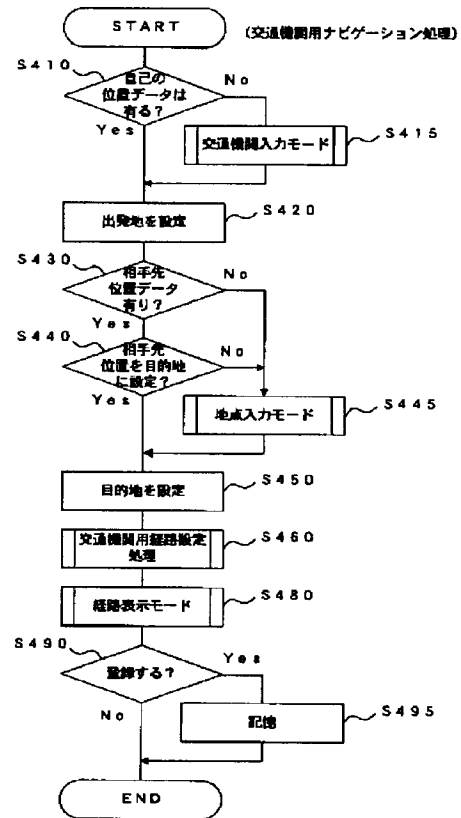 START
(交通機関用ナビゲーション処理)
S410
自己の
位置データは
有る?
No
Yes
交通機関入力モード
S415
出発地を設定
S420
S430
相手先
位置データ
有り?
No
Yes
S440
相手先
位置を目的地
に設定?
No
Yes
地点入力モード
S445
目的地を設定
S450
交通機関用経路設定
処理
S460
経路表示モード
S480
S490
登録する?
Yes
No
記憶
S495
END